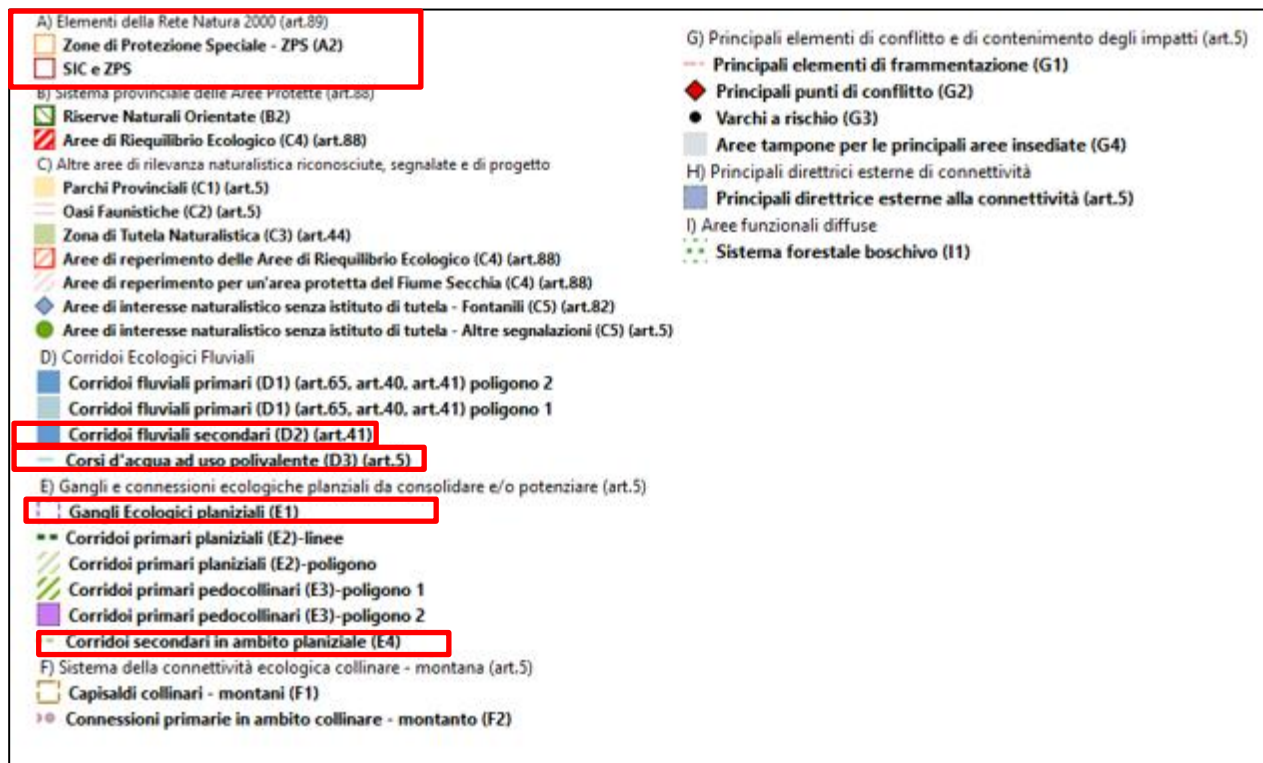 A) Elementi della Rete Natura 2000 (art.89)
Zone di Protezione Speciale - ZPS (A2)
SIC e ZPS
B) Sistema provinciale delle Aree Protette (art.88)
Riserve Naturali Orientate (B2)
Aree di Riequilibrio Ecologico (C4) (art.88)
C) Altre aree di rilevanza naturalistica riconosciute, segnalate e di progetto
Parchi Provinciali (C1) (art.5)
Oasi Faunistiche (C2) (art.5)
Zona di Tutela Naturalistica (C3) (art.44)
Aree di reperimento delle Aree di Riequilibrio Ecologico (C4) (art.88)
Aree di reperimento per un'area protetta del Fiume Secchia (C4) (art.88)
Aree di interesse naturalistico senza istituto di tutela - Fontanili (C5) (art.82)
Aree di interesse naturalistico senza istituto di tutela - Altre segnalazioni (C5) (art.5)
D) Corridoi Ecologici Fluviali
Corridoi fluviali primari (D1) (art.65, art.40, art.41) poligono 2
Corridoi fluviali primari (D1) (art.65, art.40, art.41) poligono 1
Corridoi fluviali secondari (D2) (art.41)
Corsi d'acqua ad uso polivalente (D3) (art.5)
E) Gangli e connessioni ecologiche planziali da consolidare e/o potenziare (art.5)
Gangli Ecologici planiziali (E1)
Corridoi primari planiziali (E2)-linee
Corridoi primari planiziali (E2)-poligono
Corridoi primari pedocollinari (E3)-poligono 1
Corridoi primari pedocollinari (E3)-poligono 2
Corridoi secondari in ambito planiziale (E4)
F) Sistema della connettività ecologica collinare - montana (art.5)
Capisaldi collinari - montani (F1)
Connessioni primarie in ambito collinare - montanto (F2)
G) Principali elementi di conflitto e di contenimento degli impatti (art.5)
Principali elementi di frammentazione (G1)
Principali punti di conflitto (G2)
Varchi a rischio (G3)
Aree tampone per le principali aree insediate (G4)
H) Principali direttrici esterne di connettività
Principali direttrice esterne alla connettività (art.5)
I) Aree funzionali diffuse
Sistema forestale boschivo (I1)